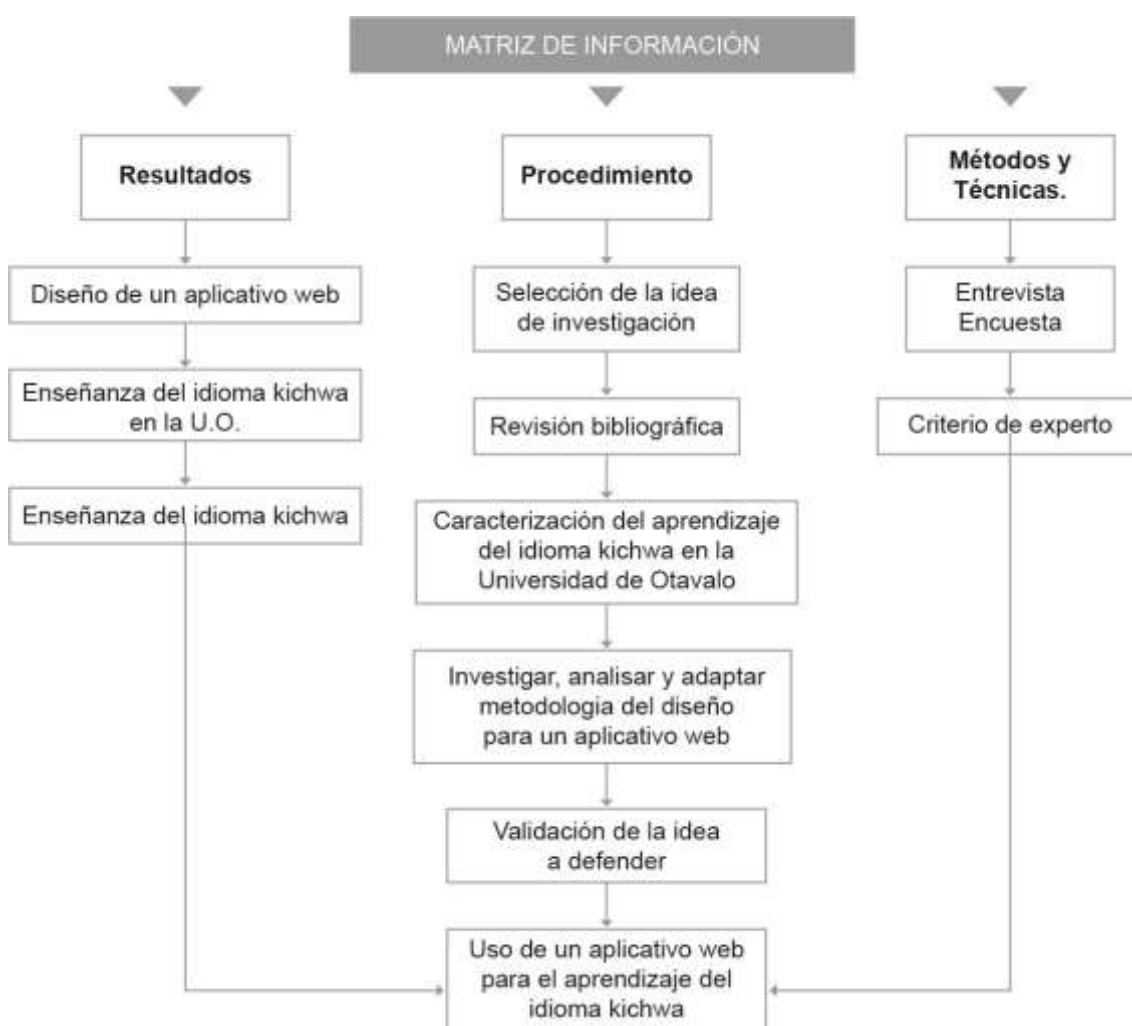 MATRIZ DE INFORMACIÓN
Resultados
Diseño de un aplicativo web
Enseñanza del idioma kichwa
en la U.O.
Enseñanza del idioma kichwa
Procedimiento
Selección de la idea
de investigación
Revisión bibliográfica
Caracterización del aprendizaje
del idioma kichwa en la
Universidad de Otavalo
Investigar, analisar y adaptar
metodologia del diseño
para un aplicativo web
Validación de la idea
a defender
Uso de un aplicativo web
para el aprendizaje del
idioma kichwa
Métodos y
Técnicas.
Entrevista
Encuesta
Criterio de experto